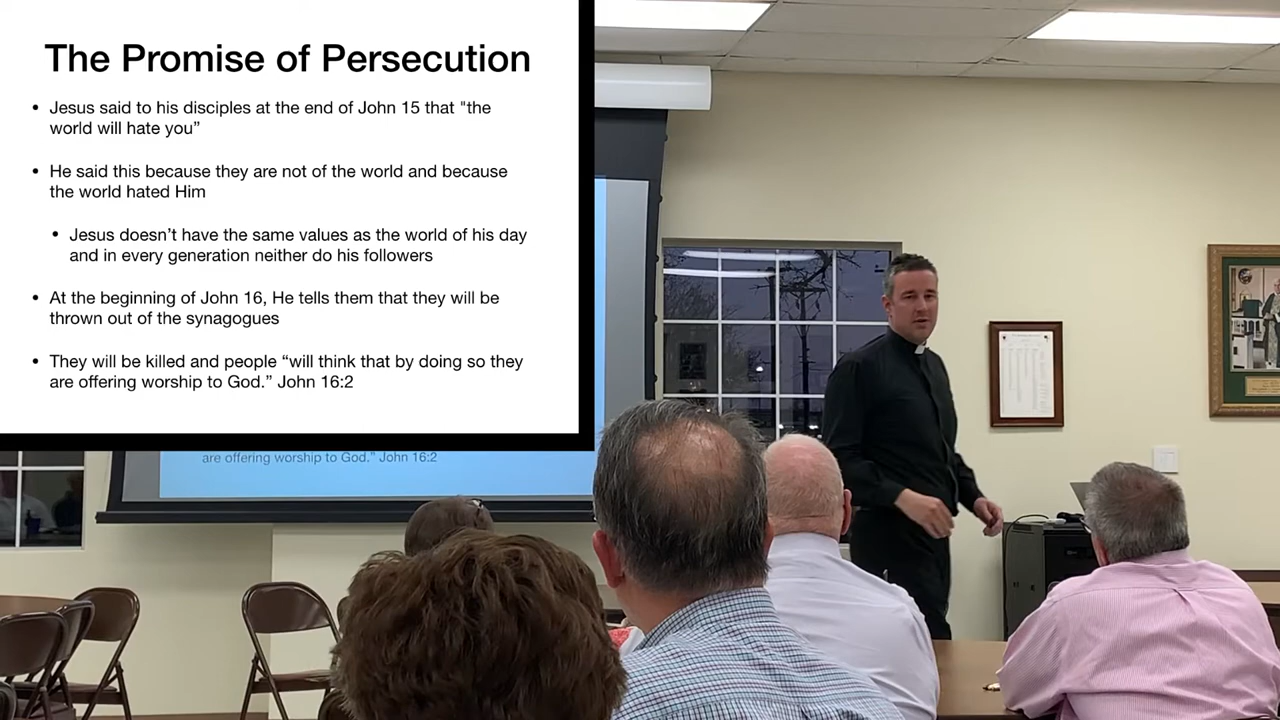 The Promise of Persecution
• Jesus said to his disciples at the end of John 15 that "the
world will hate you”
• He said this because they are not of the world and because
the world hated Him
• Jesus doesn’t have the same values as the world of his day
and in every generation neither do his followers
• At the beginning of John 16, He tells them that they will be
thrown out of the synagogues
• They will be killed and people “will think that by doing so they
are offering worship to God.” John 16:2
are offering worship to God.” John 16:2